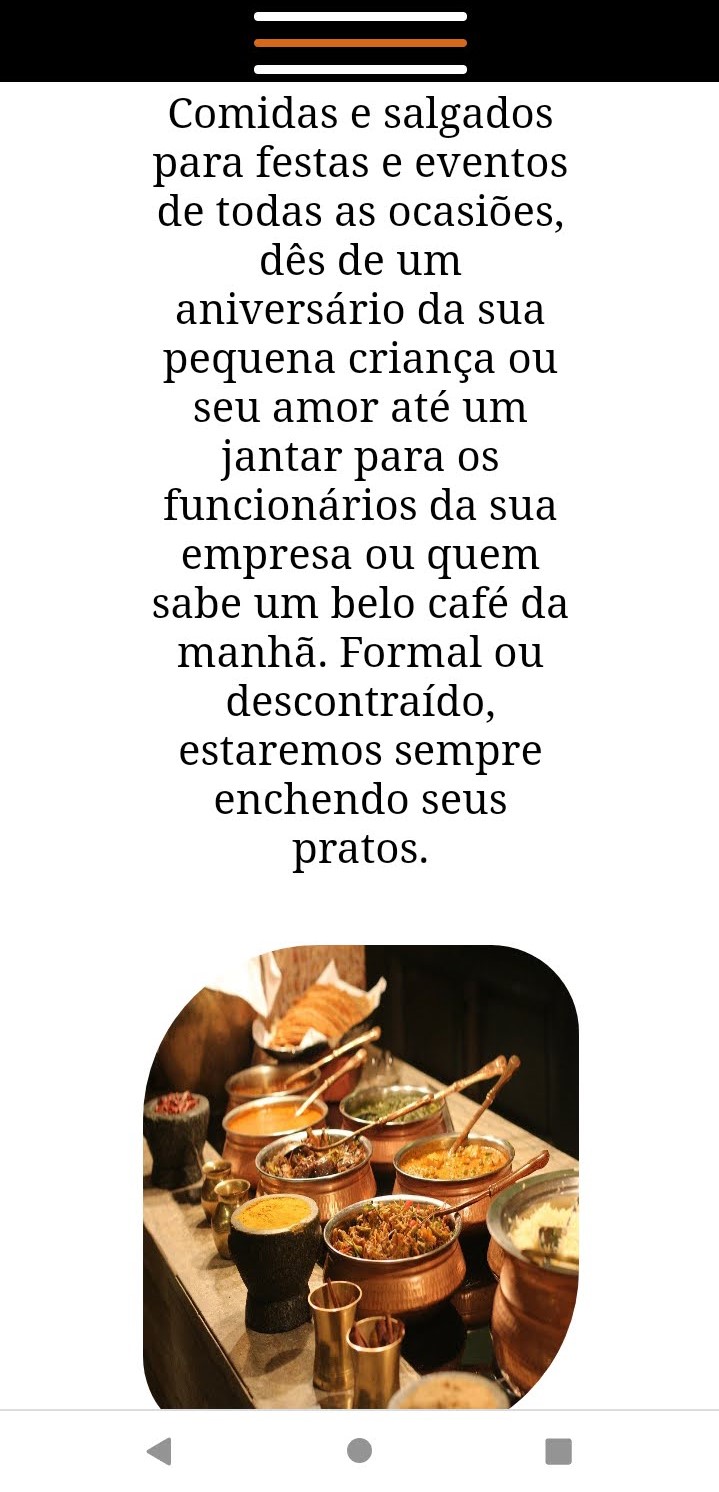 Comidas e salgados
para festas e eventos
de todas as ocasiões,
dês de um
aniversário da sua
pequena criança ou
seu amor até um
jantar para os
funcionários da sua
empresa ou quem
sabe um belo café da
manhã. Formal ou
descontraído,
estaremos sempre
enchendo seus
pratos.